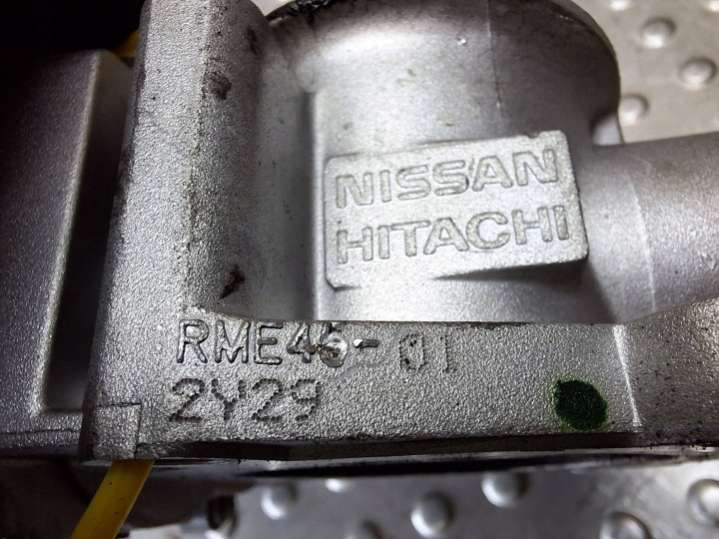 NISSAN
HITACHI
RME45-01
2Y29